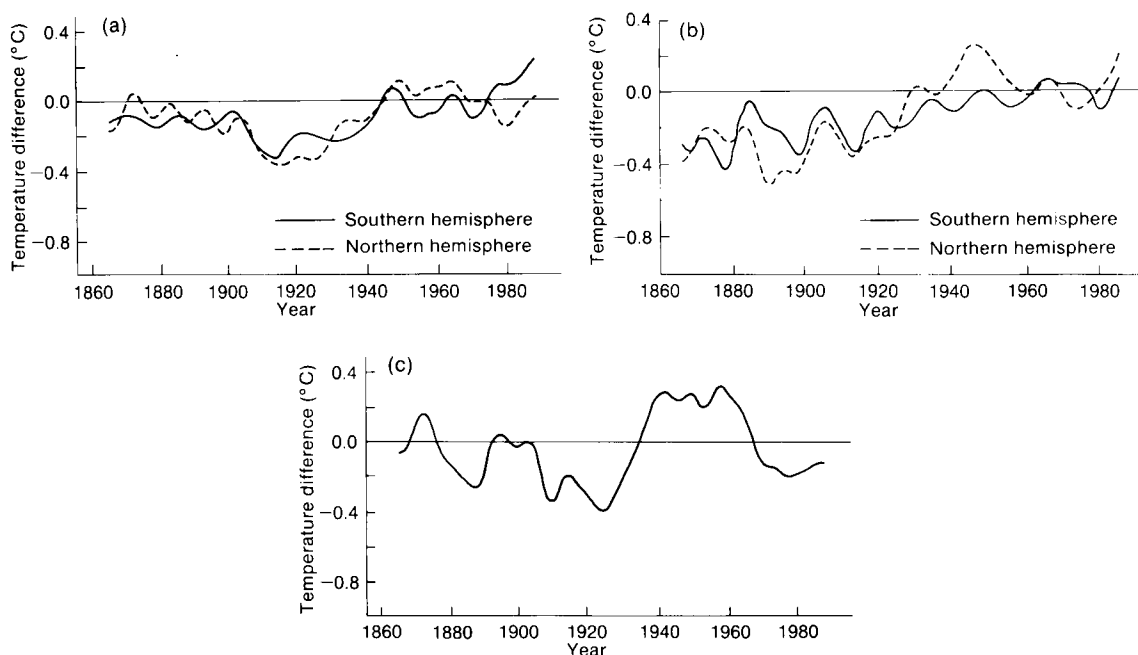 (a)
Temperature difference (°C)
0.4
0.0
−0.4
−0.8
Southern hemisphere
Northern hemisphere
1860 1880 1900 1920 1940 1960 1980
Year
(b)
Temperature difference (°C)
0.4
0.0
−0.4
−0.8
Southern hemisphere
Northern hemisphere
1860 1880 1900 1920 1940 1960 1980
Year
(c)
Temperature difference (°C)
0.4
0.0
−0.4
−0.8
1860 1880 1900 1920 1940 1960 1980
Year